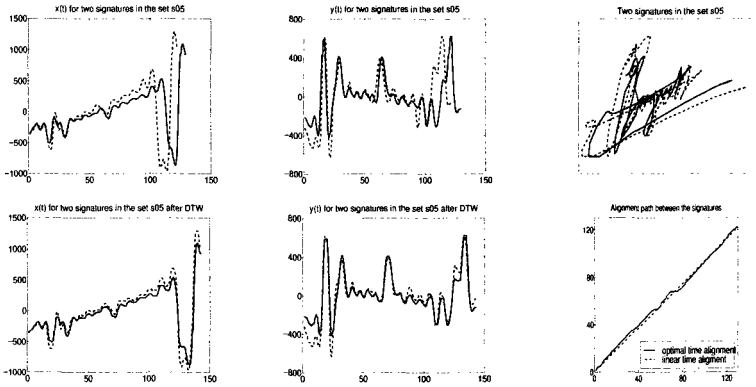 x(t) for two signatures in the set s05
1500
1000
500
0
−500
−1000
0 50 100 150
y(t) for two signatures in the set s05
800
400
0
−400
−800
0 50 100 150
Two signatures in the set s05
x(t) for two signatures in the set s05 after DTW
1500
1000
500
0
−500
−1000
0 50 100 150
y(t) for two signatures in the set s05 after DTW
800
400
0
−400
−800
0 50 100 150
Alignment path between the signatures
120
80
40
0
0 40 80 120
optimal time alignment
linear time aligment